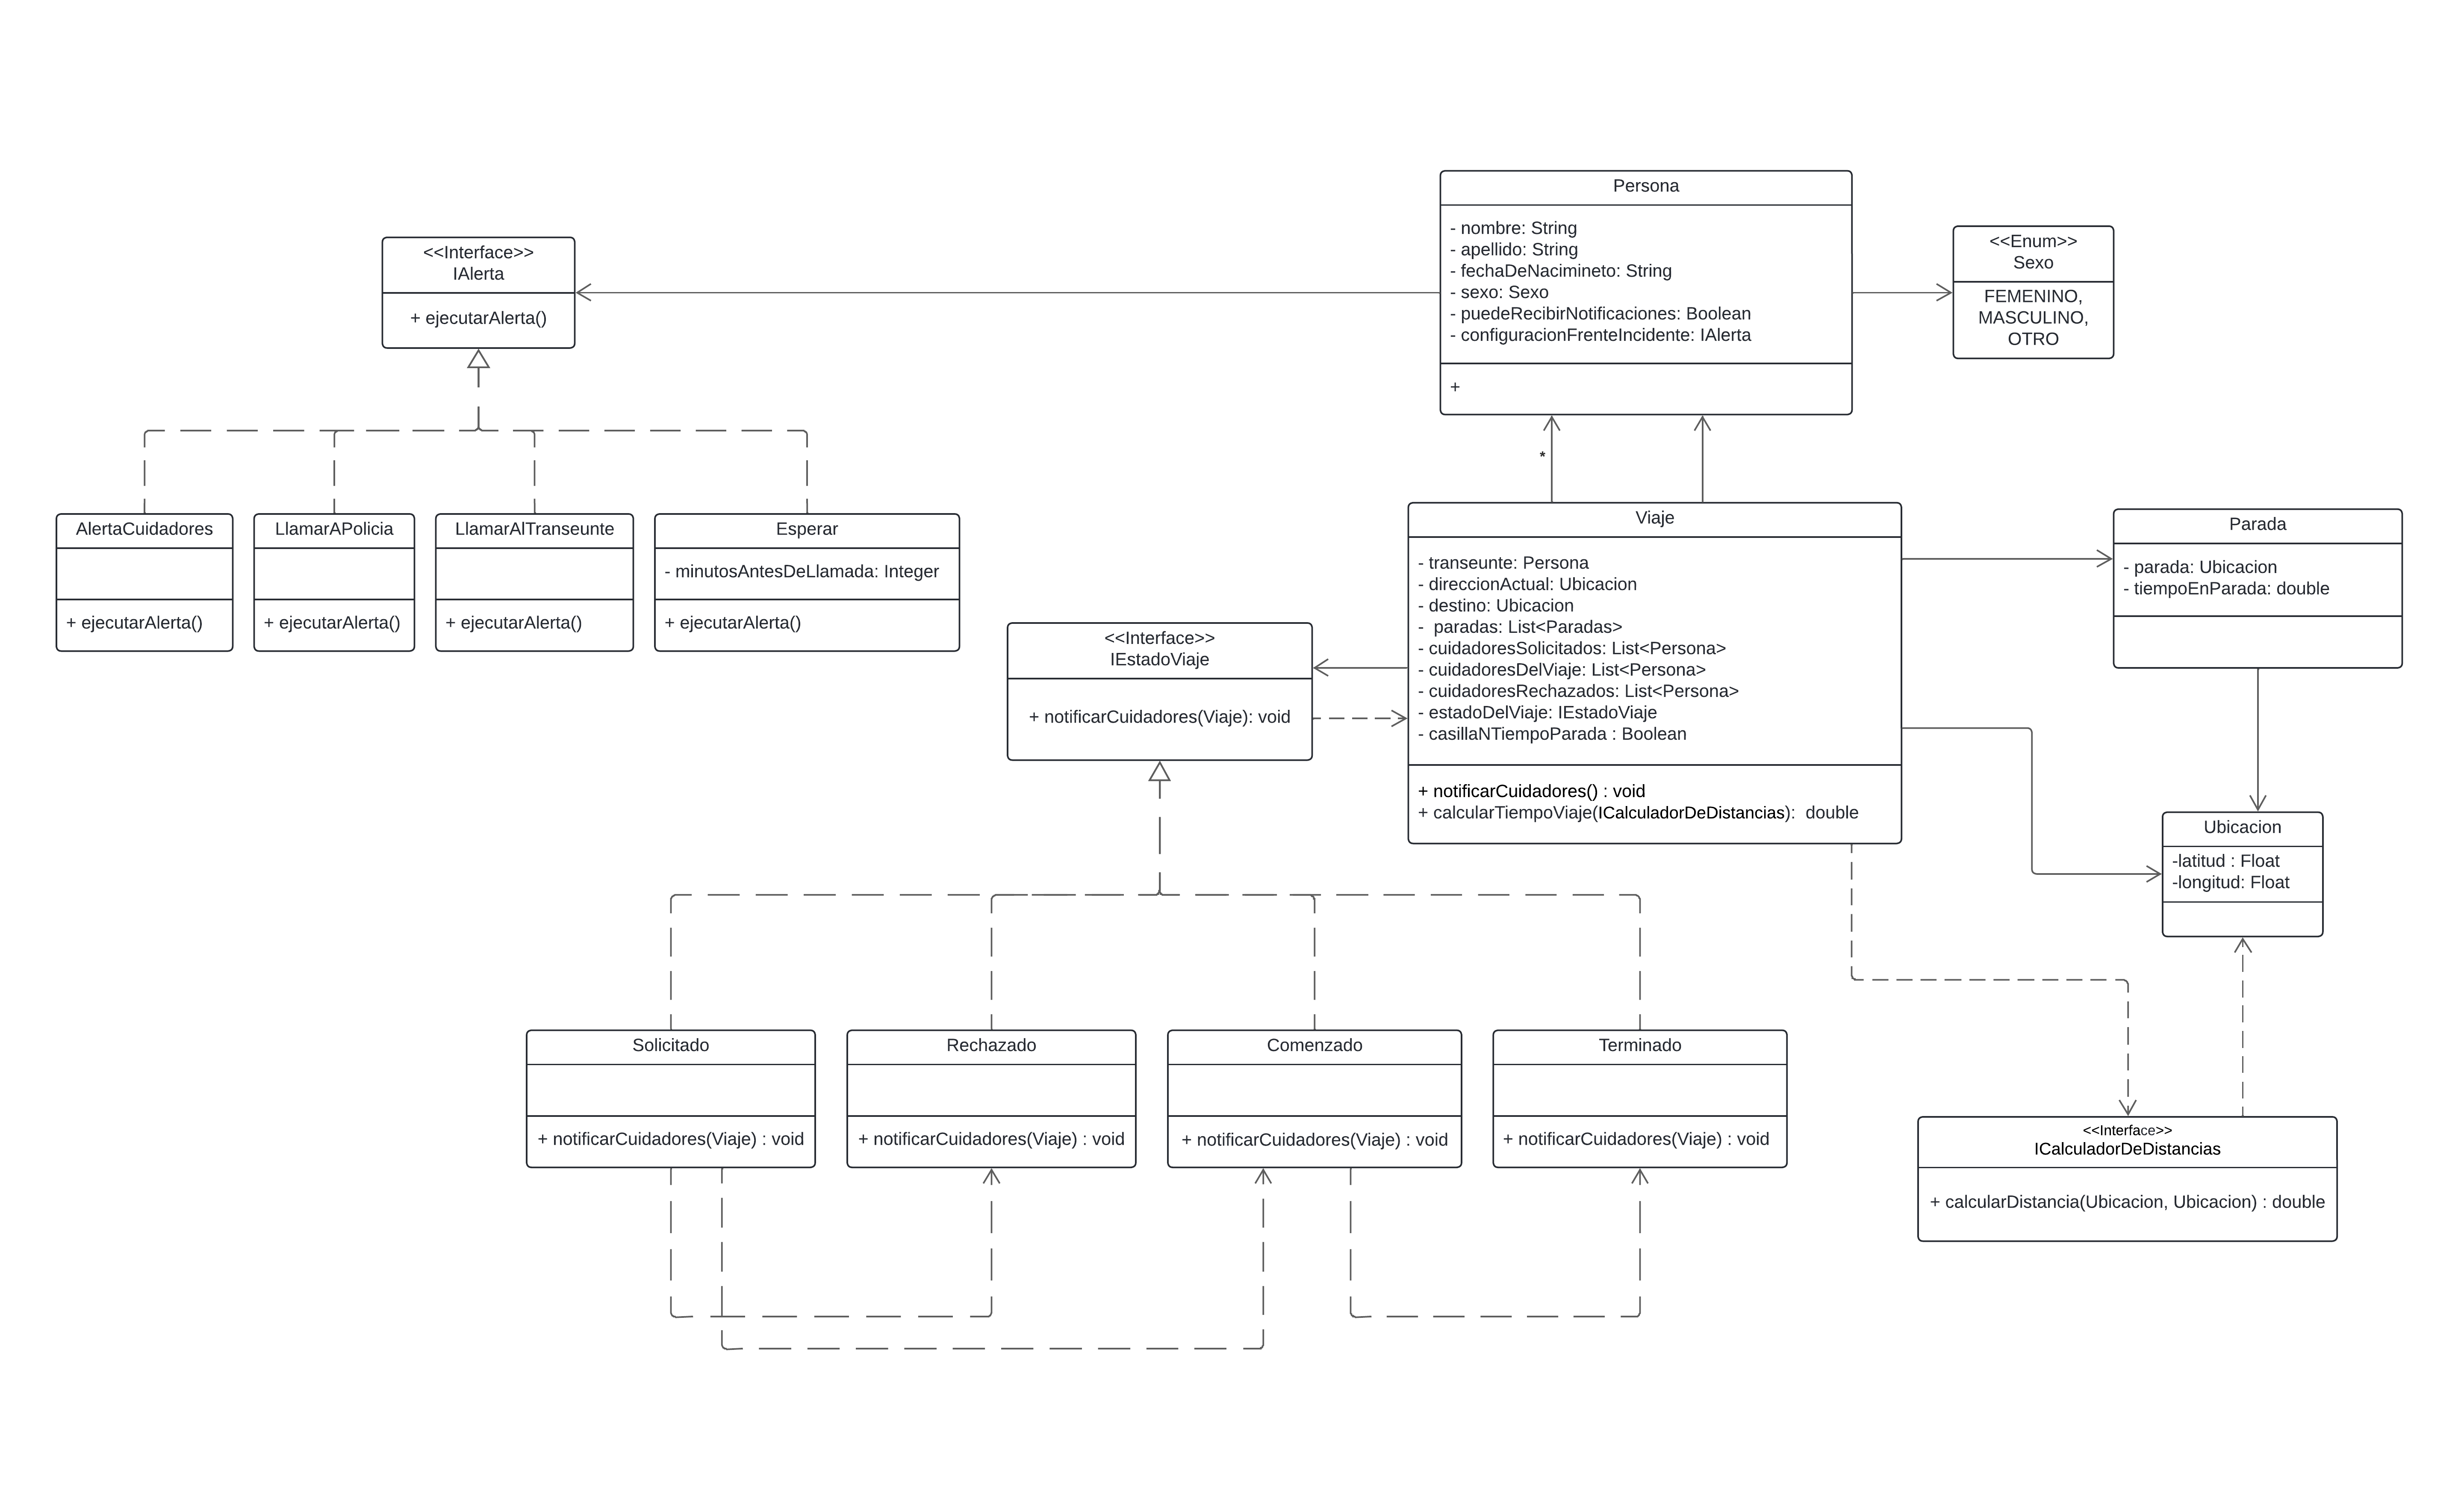 Persona
- nombre: String
- apellido: String
- fechaDeNacimineto: String
- sexo: Sexo
- puedeRecibirNotificaciones: Boolean
- configuracionFrenteIncidente: IAlerta
+
<<Enum>>
Sexo
FEMENINO,
MASCULINO,
OTRO
<<Interface>>
IAlerta
+ ejecutarAlerta()
*
AlertaCuidadores
+ ejecutarAlerta()
LlamarAPolicia
+ ejecutarAlerta()
LlamarAlTranseunte
+ ejecutarAlerta()
Esperar
- minutosAntesDeLlamada: Integer
+ ejecutarAlerta()
Viaje
- transeunte: Persona
- direccionActual: Ubicacion
- destino: Ubicacion
-  paradas: List<Paradas>
- cuidadoresSolicitados: List<Persona>
- cuidadoresDelViaje: List<Persona>
- cuidadoresRechazados: List<Persona>
- estadoDelViaje: IEstadoViaje
- casillaNTiempoParada : Boolean
+ notificarCuidadores() : void
+ calcularTiempoViaje(ICalculadorDeDistancias):  double
Parada
- parada: Ubicacion
- tiempoEnParada: double
<<Interface>>
IEstadoViaje
+ notificarCuidadores(Viaje): void
Ubicacion
-latitud : Float
-longitud: Float
Solicitado
+ notificarCuidadores(Viaje) : void
Rechazado
+ notificarCuidadores(Viaje) : void
Comenzado
+ notificarCuidadores(Viaje) : void
Terminado
+ notificarCuidadores(Viaje) : void
<<Interface>>
ICalculadorDeDistancias
+ calcularDistancia(Ubicacion, Ubicacion) : double